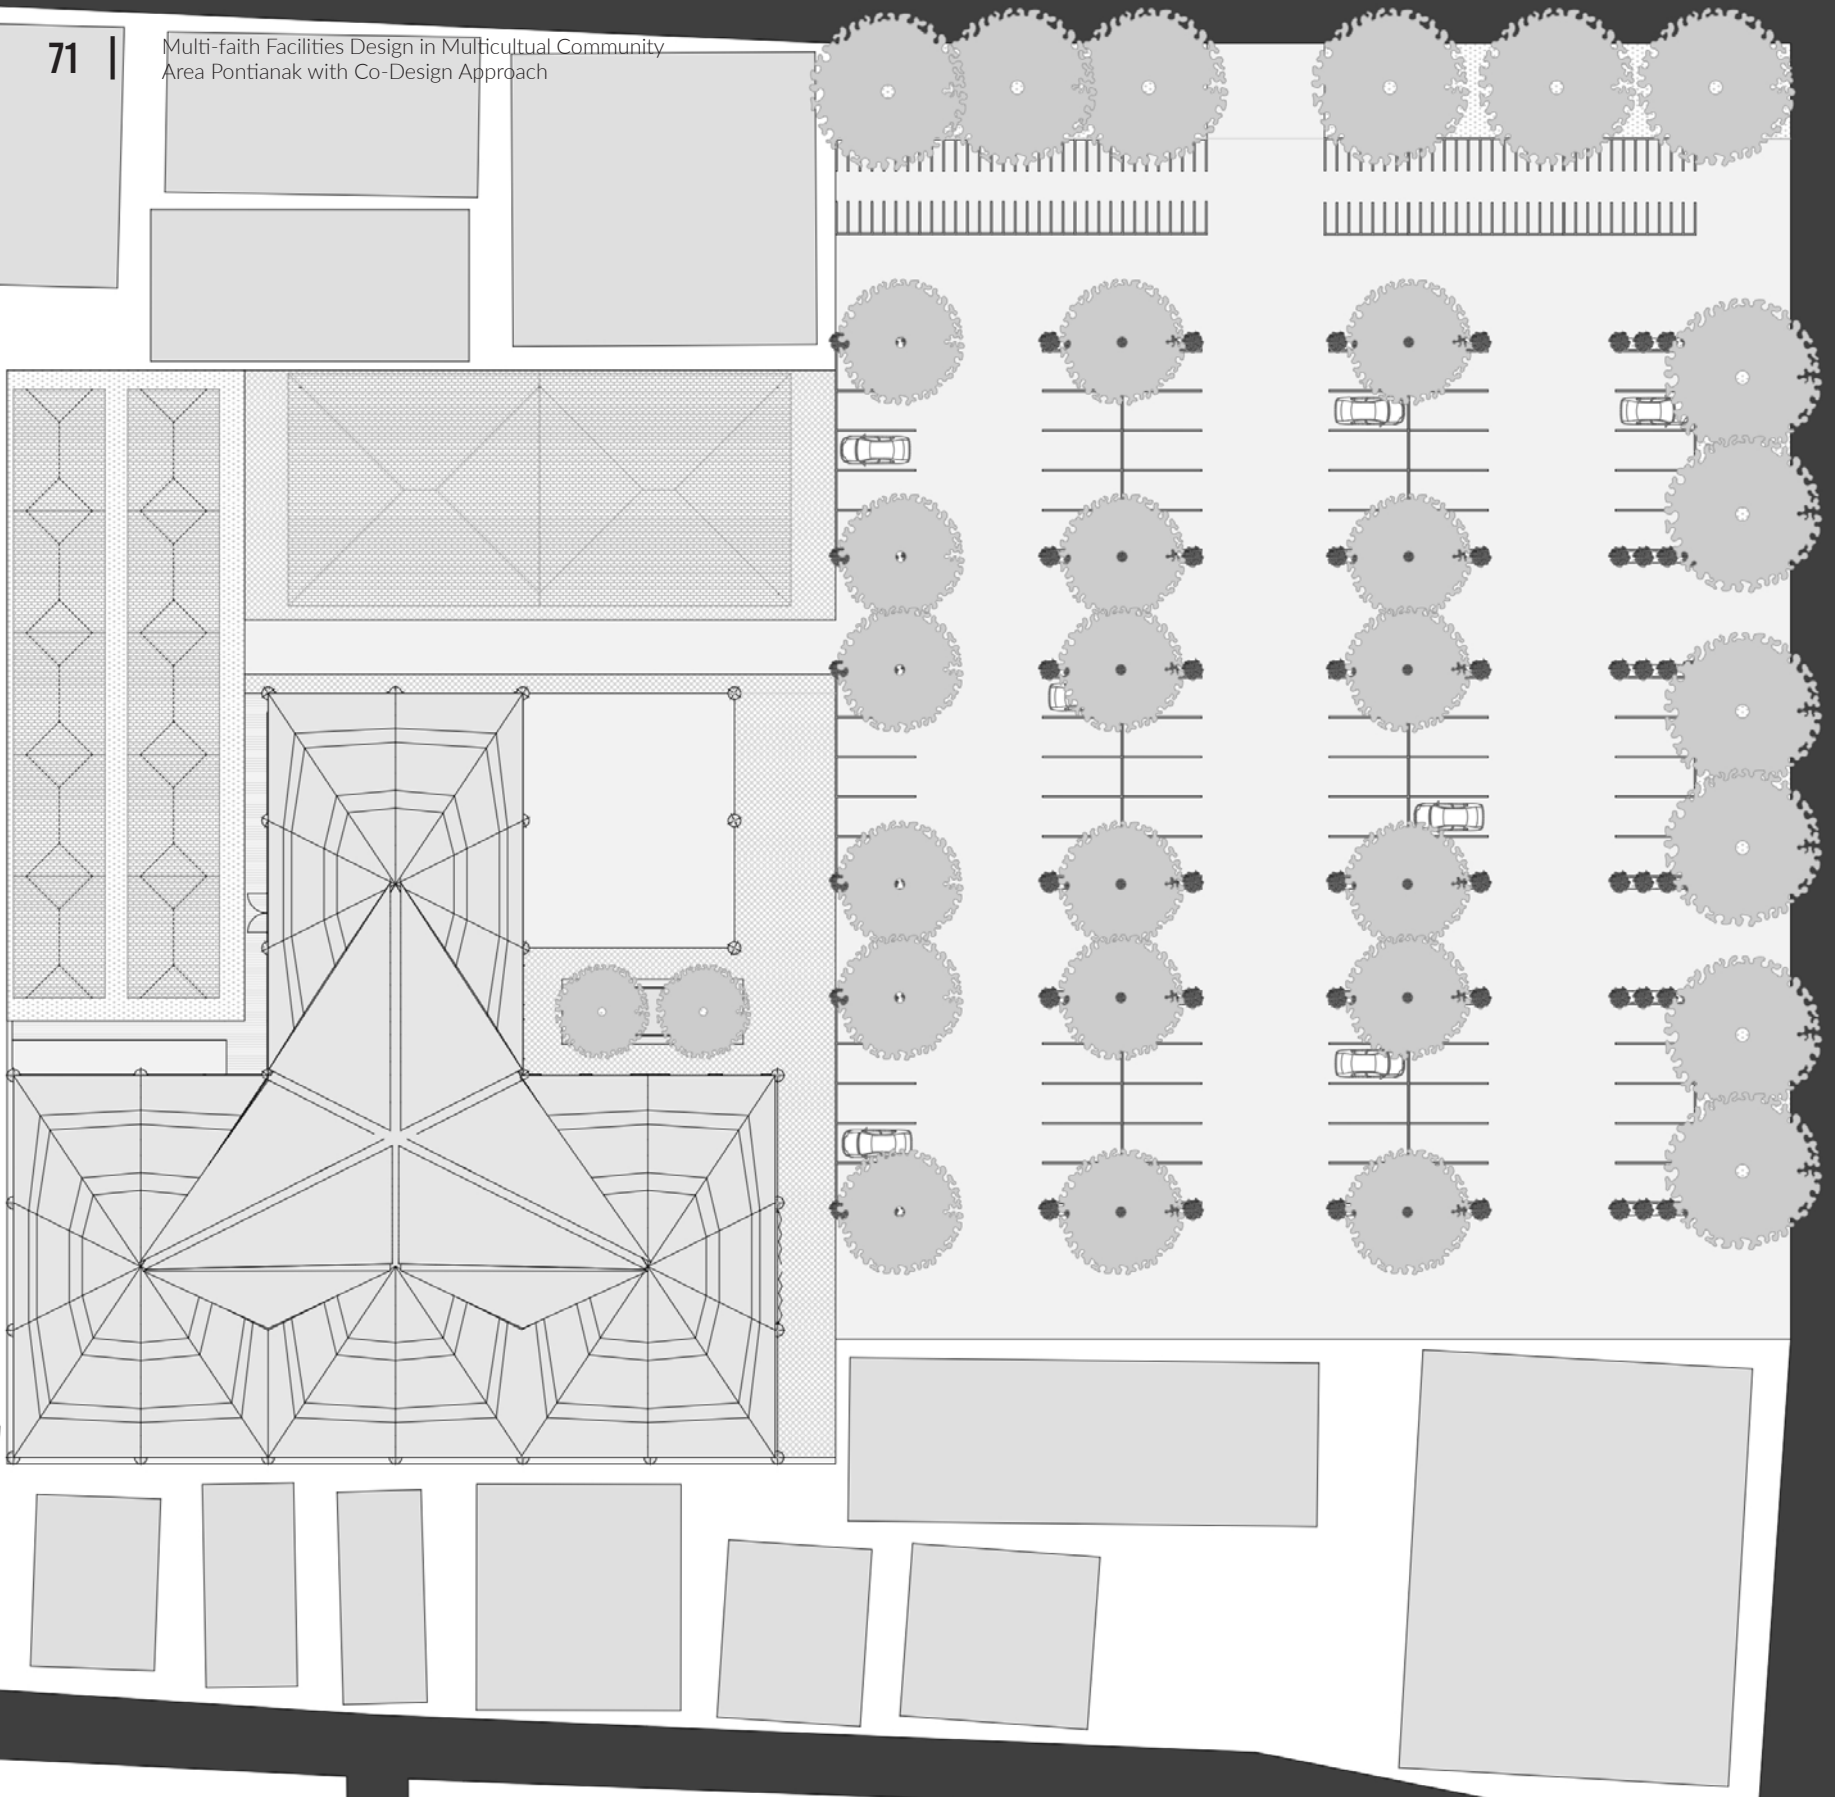 71
Multi-faith Facilities Design in Multicultual Community
Area Pontianak with Co-Design Approach